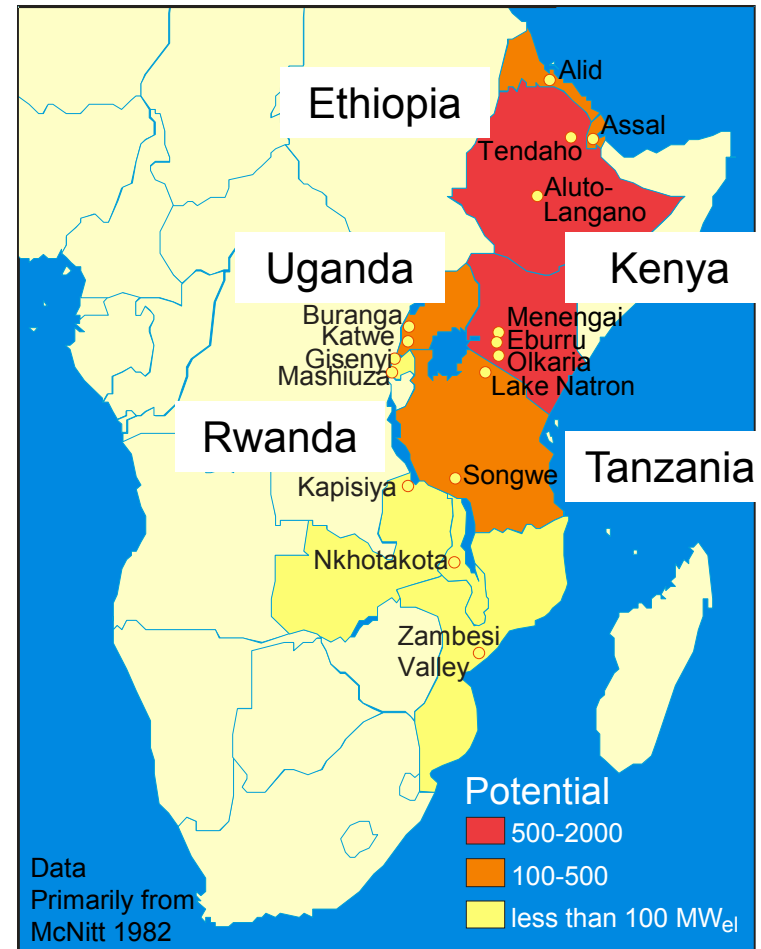 Alid
Ethiopia
Assal
Tendaho
Aluto-
Langano
Uganda
Kenya
Buranga
Menengai
Katwe
Eburru
Gisenyi
Olkaria
Mashiuza
Lake Natron
Rwanda
Tanzania
Songwe
Kapisiya
Nkhotakota
Zambesi
Valley
Potential
500-2000
100-500
less than 100 MWel
Data
Primarily from
McNitt 1982